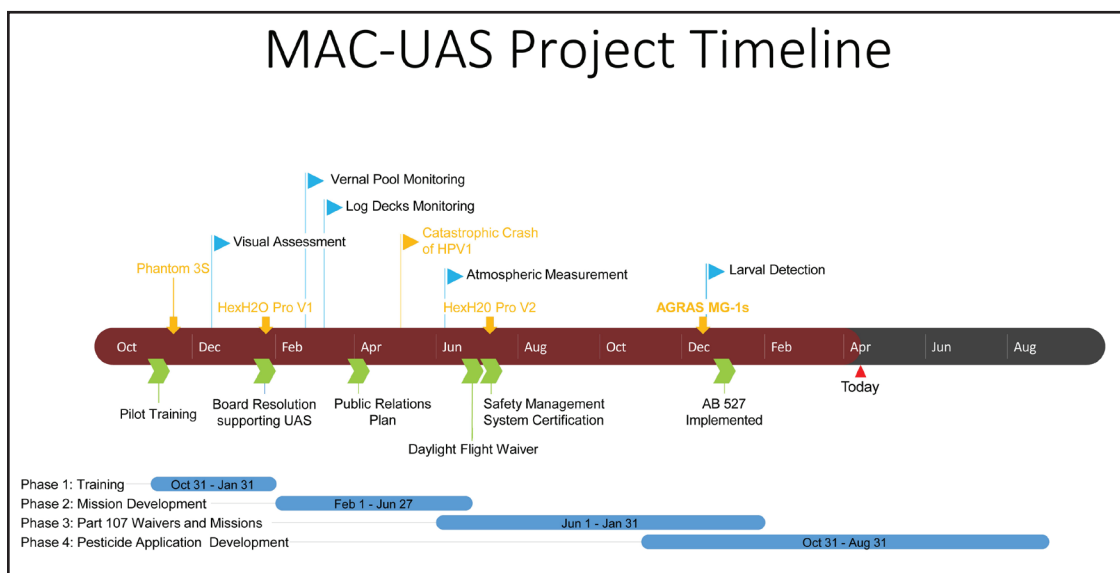 MAC-UAS Project Timeline
Vernal Pool Monitoring
Log Decks Monitoring
Catastrophic Crash
of HPV1
Visual Assessment
Phantom 3S
Atmospheric Measurement
Larval Detection
HexH2O Pro V1
HexH20 Pro V2
AGRAS MG-1s
Oct Dec Feb Apr Jun Aug Oct Dec Feb Apr Jun Aug
Today
Pilot Training
Board Resolution
supporting UAS
Public Relations
Plan
Daylight Flight Waiver
Safety Management
System Certification
AB 527
Implemented
Phase 1: Training Oct 31 - Jan 31
Phase 2: Mission Development Feb 1 - Jun 27
Phase 3: Part 107 Waivers and Missions Jun 1 - Jan 31
Phase 4: Pesticide Application Development Oct 31 - Aug 31